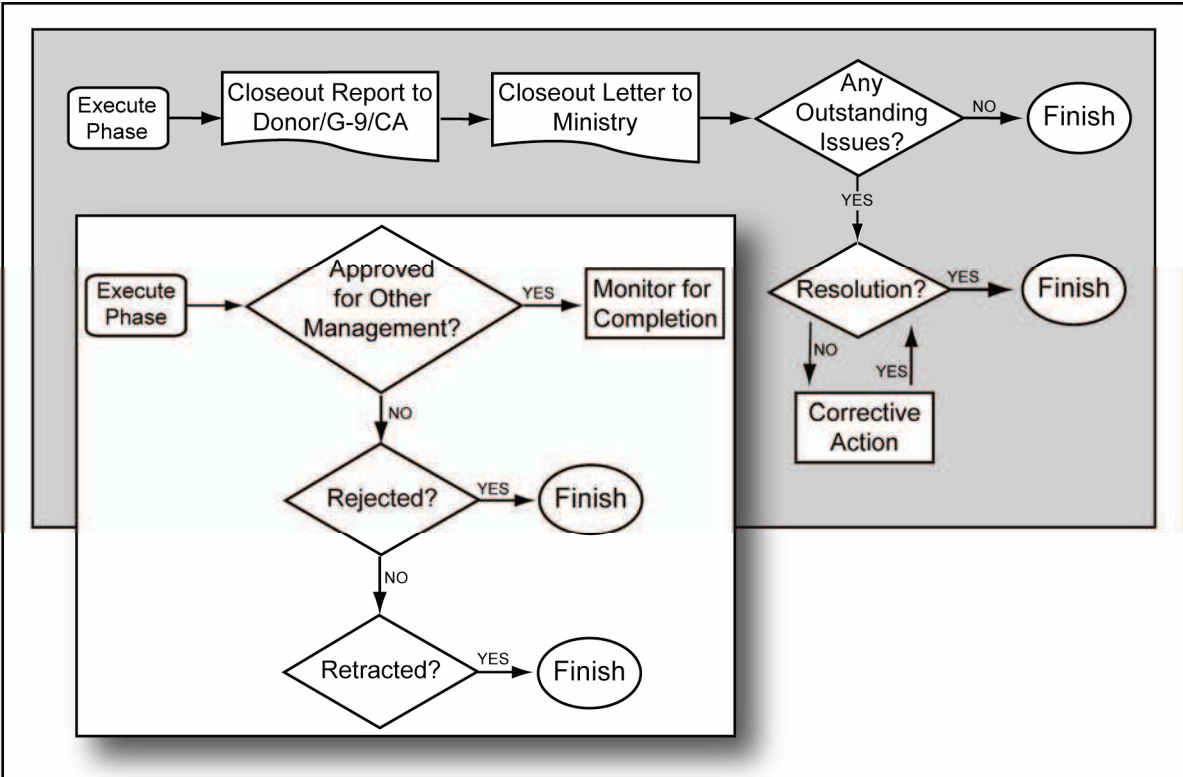 Execute
Phase
Closeout Report to
Donor/G-9/CA
Closeout Letter to
Ministry
Any
Outstanding
Issues?
NO
Finish
YES
Resolution?
YES
Finish
NO
YES
Corrective
Action
Execute
Phase
Approved
for Other
Management?
YES
Monitor for
Completion
NO
Rejected?
YES
Finish
NO
Retracted?
YES
Finish